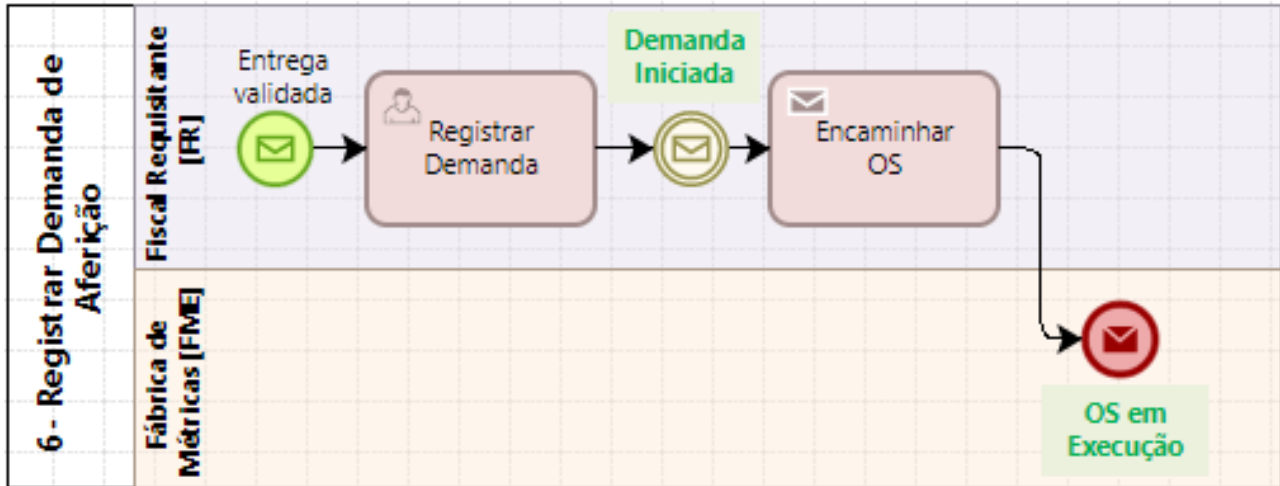 6 - Registrar Demanda de
Aferição
Fiscal Requisitante
[FR]
Entrega
validada
Registrar
Demanda
Demanda
Iniciada
Encaminhar
OS
Fábrica de
Métricas [FME]
OS em
Execução